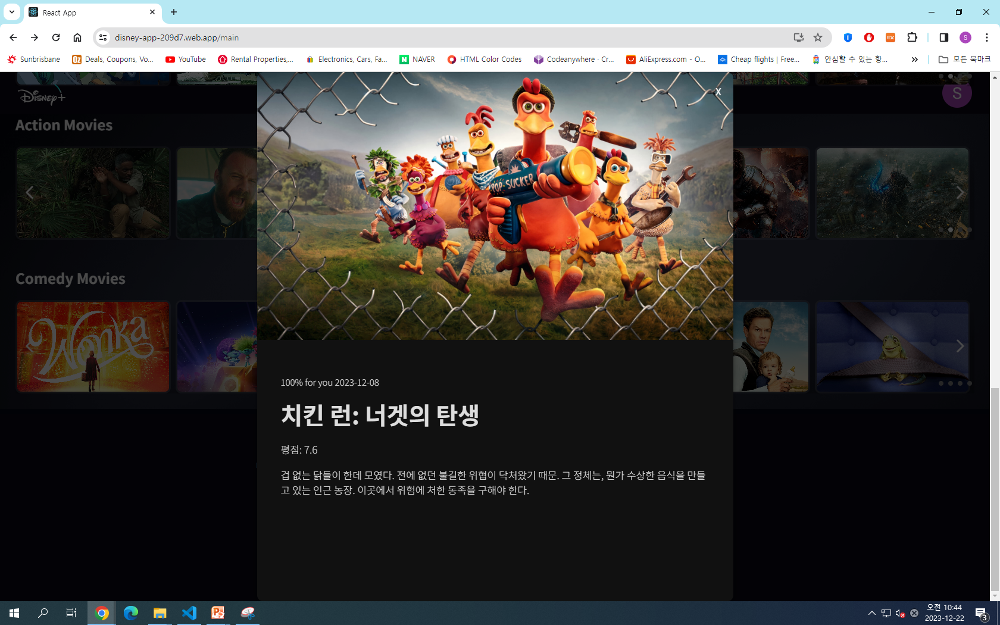 React App
disney-app-209d7.web.app/main
S
Sunbrisbane
Deals, Coupons, Vo...
YouTube
Rental Properties,...
Electronics, Cars, Fa...
NAVER
HTML Color Codes
Codeanywhere · Cr...
AliExpress.com - O...
Cheap flights | Free...
안심할 수 있는 항...
모든 북마크
Disney+
X
S
Action Movies
POP-SUCKER
Comedy Movies
Wonka
100% for you 2023-12-08
치킨 런: 너겟의 탄생
평점: 7.6
겁 없는 닭들이 한데 모였다. 전에 없던 불길한 위협이 닥쳐왔기 때문. 그 정체는, 뭔가 수상한 음식을 만들
고 있는 인근 농장. 이곳에서 위험에 처한 동족을 구해야 한다.
오전 10:44
2023-12-22
3